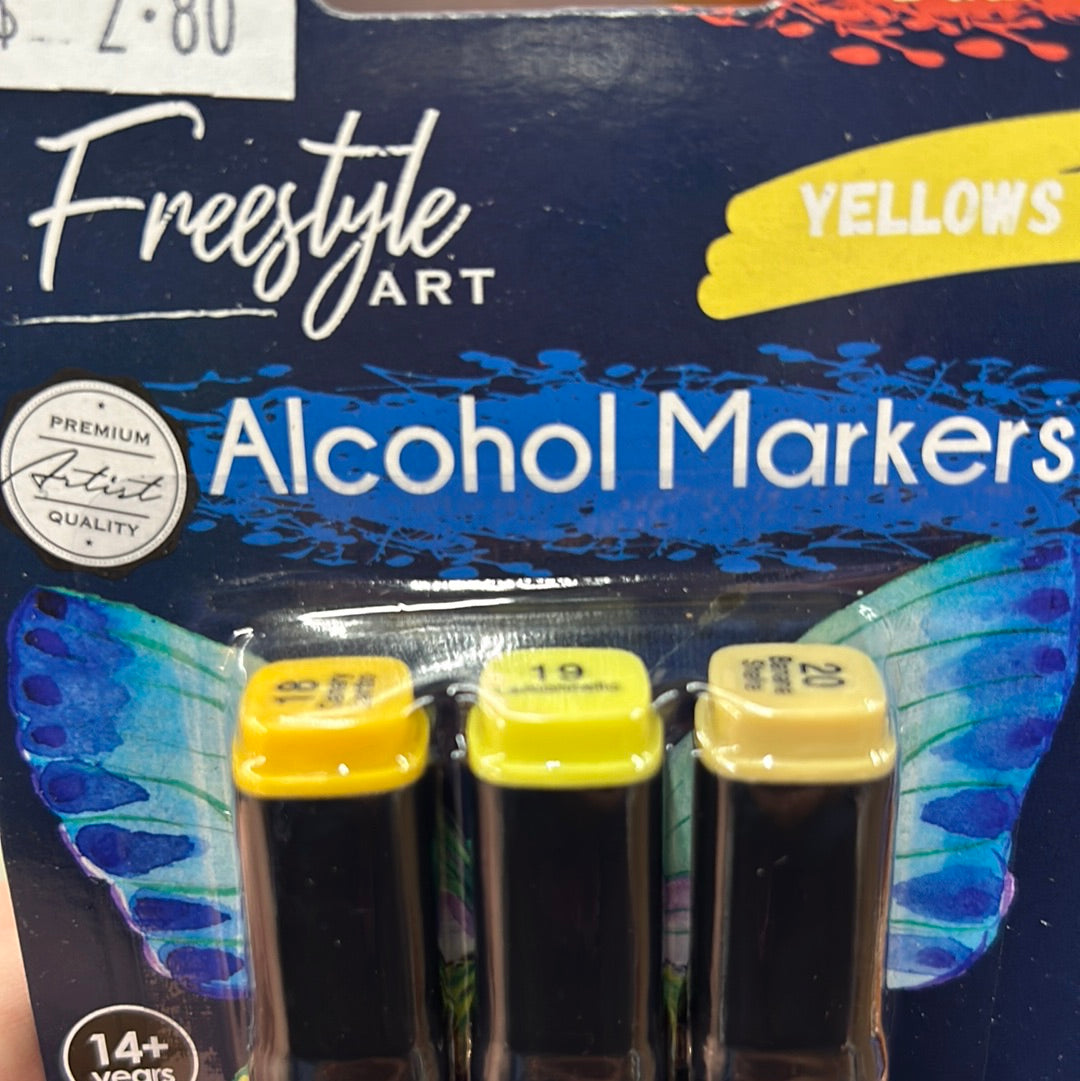 $ 2.80
Freestyle
ART
YELLOWS
Alcohol Markers
PREMIUM
Artist
QUALITY
18
19
20
14+
years